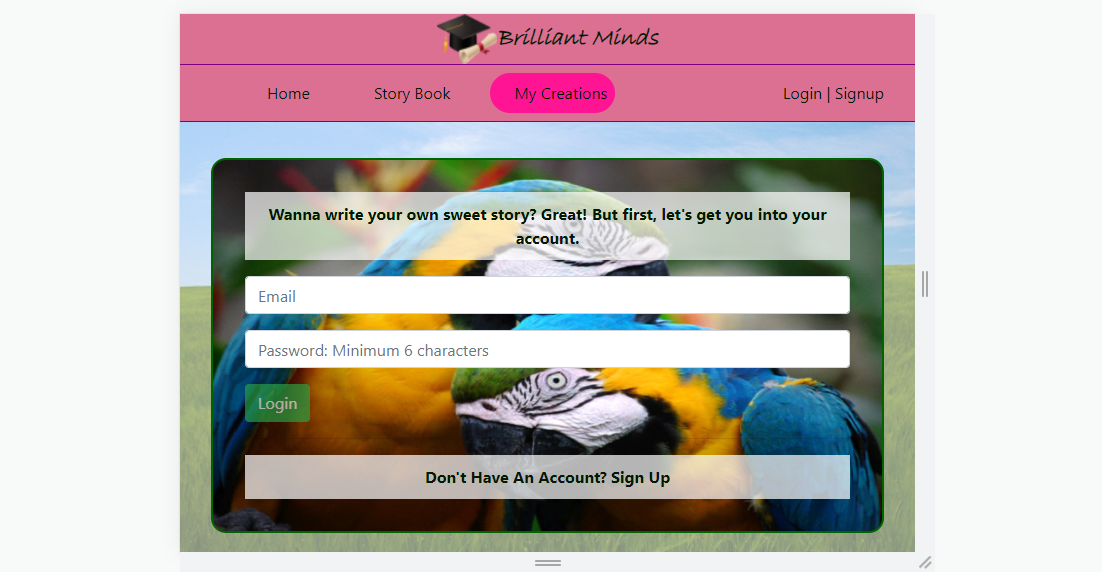 Brilliant Minds
Home Story Book My Creations Login | Signup
Wanna write your own sweet story? Great! But first, let's get you into your
account.
Email
Password: Minimum 6 characters
Login
Don't Have An Account? Sign Up